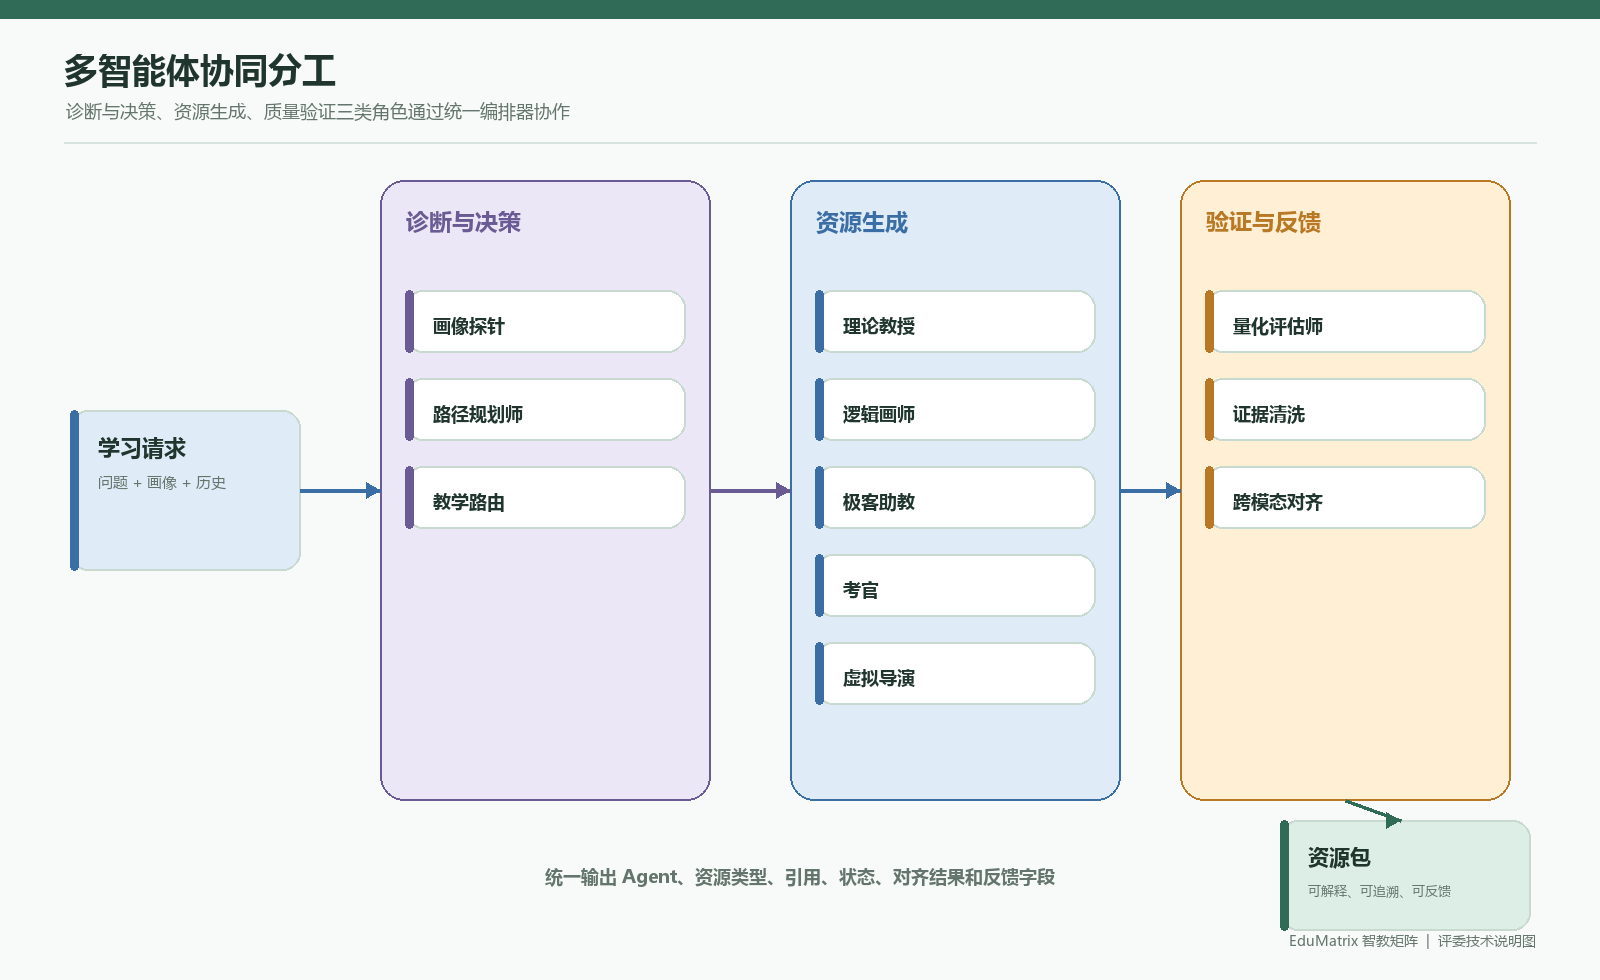 多智能体协同分工
诊断与决策、资源生成、质量验证三类角色通过统一编排器协作
学习请求
问题 + 画像 + 历史
诊断与决策
画像探针
路径规划师
教学路由
资源生成
理论教授
逻辑画师
极客助教
考官
虚拟导演
验证与反馈
量化评估师
证据清洗
跨模态对齐
资源包
可解释、可追溯、可反馈
统一输出 Agent、资源类型、引用、状态、对齐结果和反馈字段
EduMatrix 智教矩阵 | 评委技术说明图